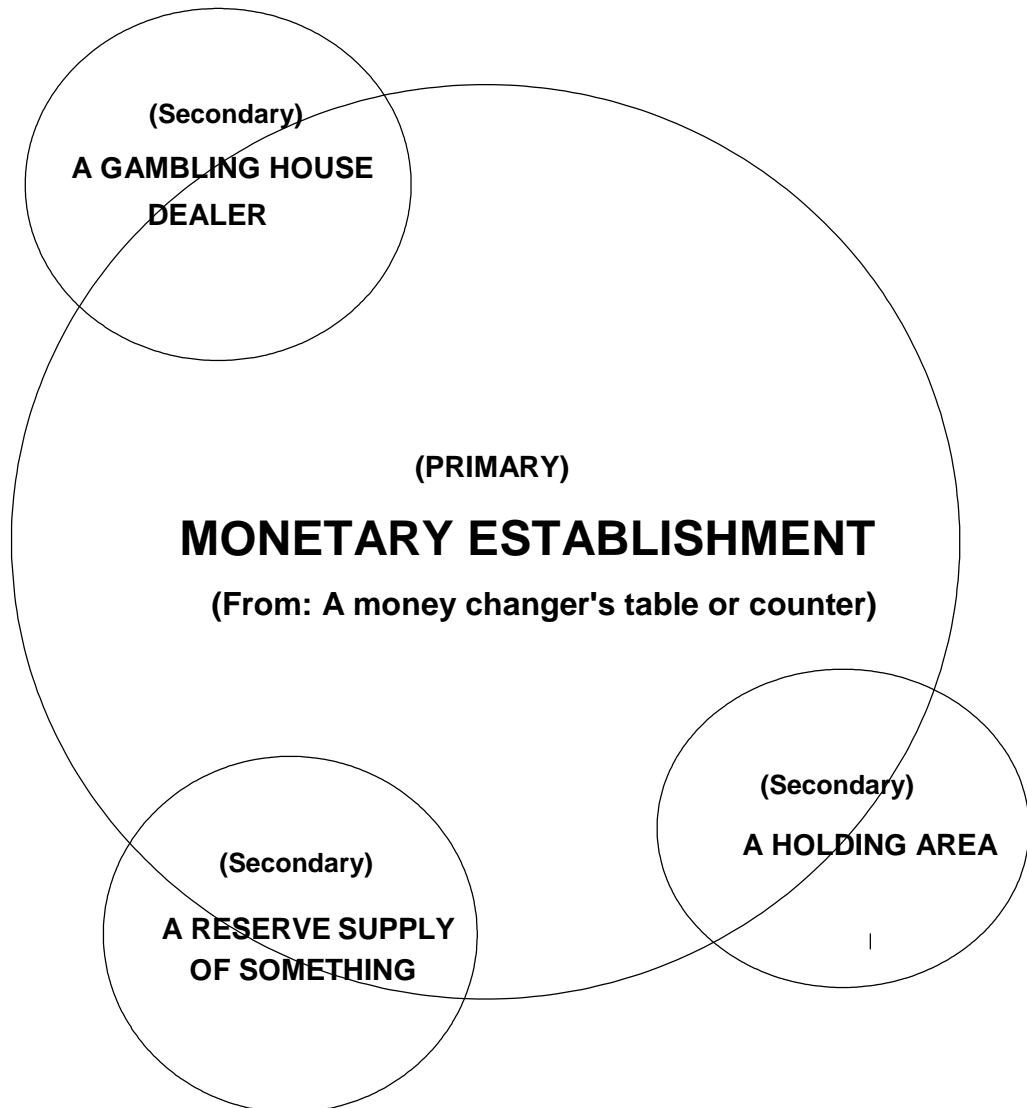 (Secondary)
A GAMBLING HOUSE
DEALER
(PRIMARY)
MONETARY ESTABLISHMENT
(From: A money changer's table or counter)
(Secondary)
A HOLDING AREA
(Secondary)
A RESERVE SUPPLY
OF SOMETHING